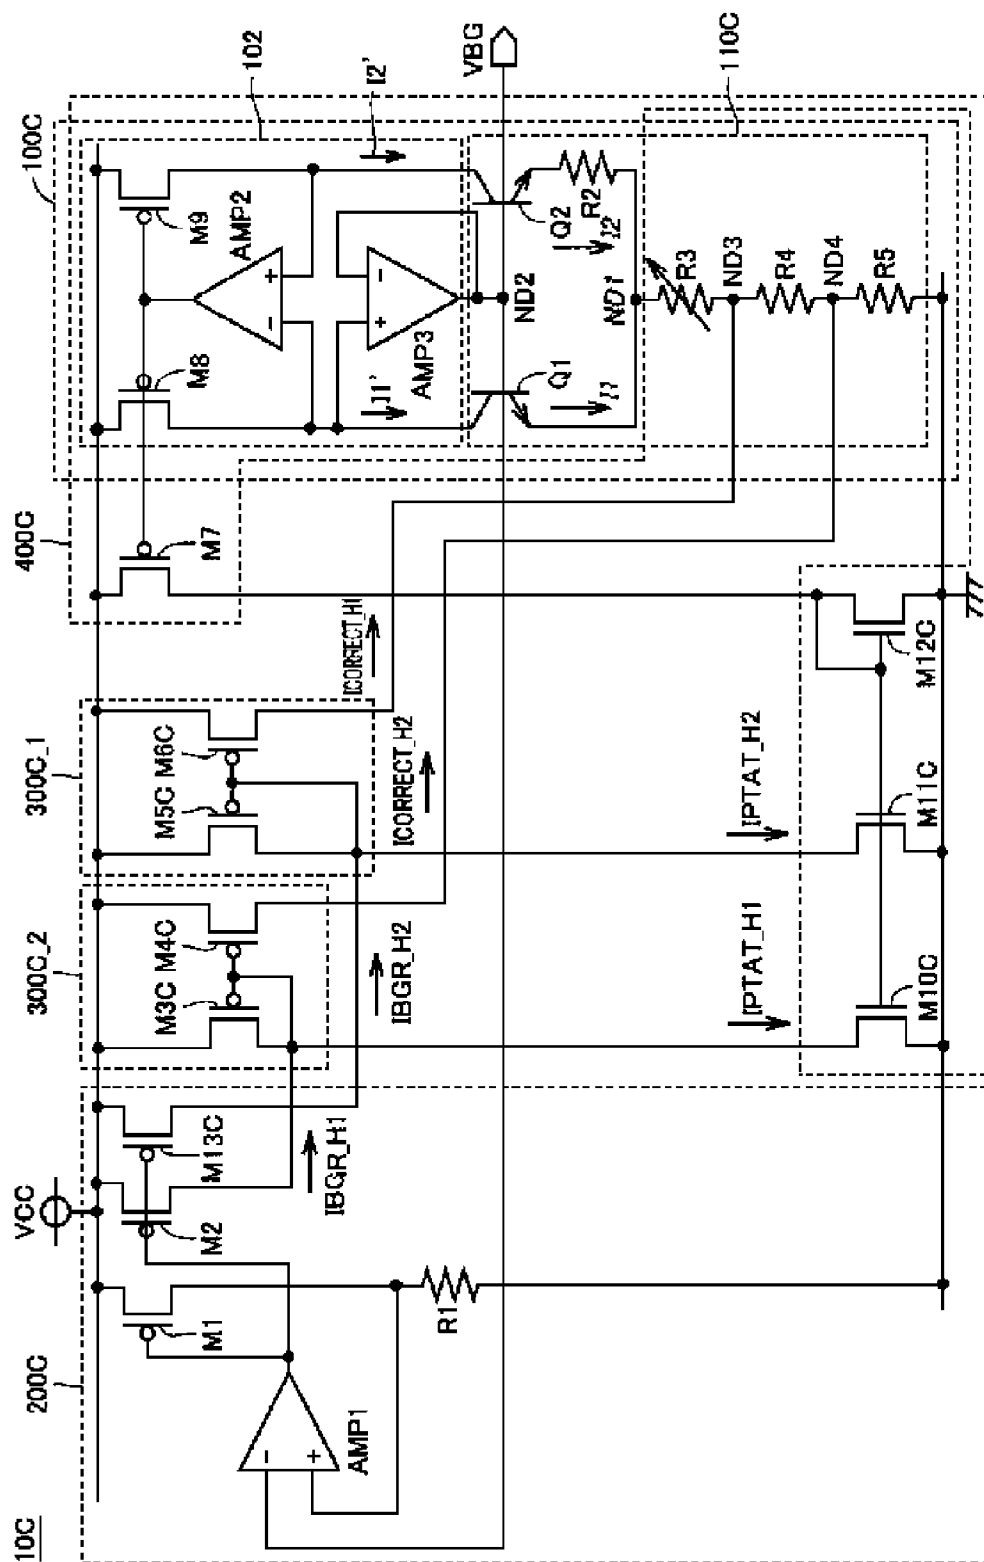 10C
200C
VCC
300C_2
300C_1
400C
100C
102
I2'
VBG
110C
M1
M2
M13C
M3C
M4C
M5C
M6C
M7
M8
M9
AMP2
AMP3
I1'
AMP1
R1
IBGR_H1
IBGR_H2
ICORRECT_H2
ICORRECT_H1
IPTAT_H1
IPTAT_H2
M10C
M11C
M12C
ND2
Q1
Q2
I1
I2
R2
ND1
R3
ND3
R4
ND4
R5
-
+
-
+
+
-